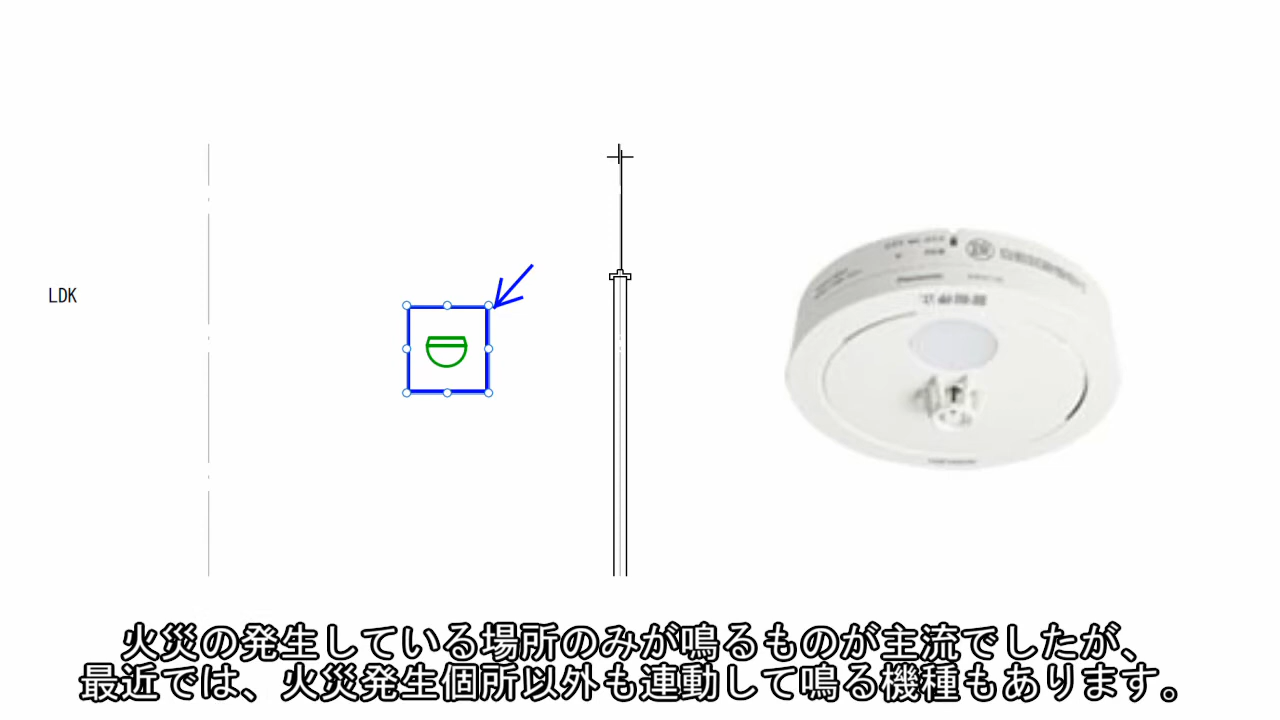 LDK
火災の発生している場所のみが鳴るものが主流でしたが、
最近では、火災発生個所以外も連動して鳴る機種もあります。